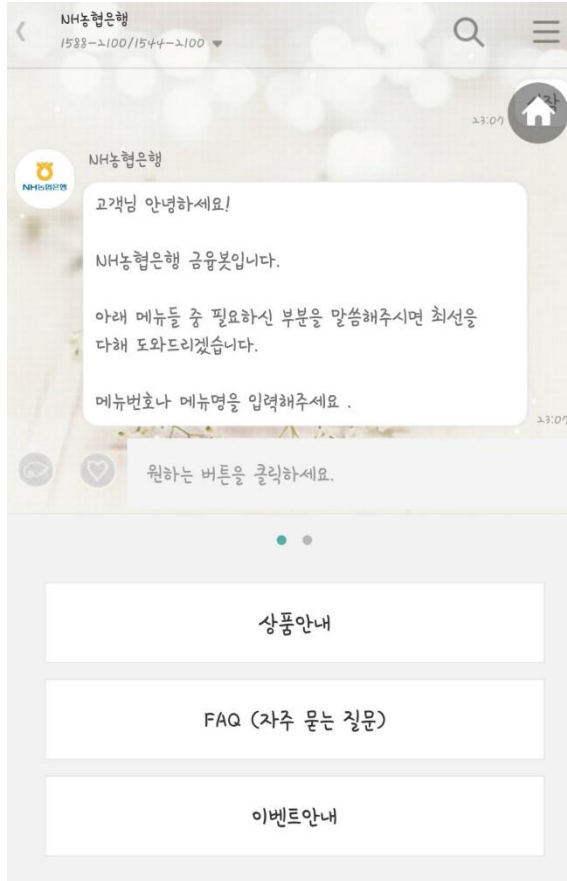 NH농협은행
1588-2100/1544-2100
23:07
NH농협은행
NH농협은행
고객님 안녕하세요!
NH농협은행 금융봇입니다.
아래 메뉴들 중 필요하신 부분을 말씀해주시면 최선을
다해 도와드리겠습니다.
메뉴번호나 메뉴명을 입력해주세요 .
23:07
원하는 버튼을 클릭하세요.
상품안내
FAQ (자주 묻는 질문)
이벤트안내